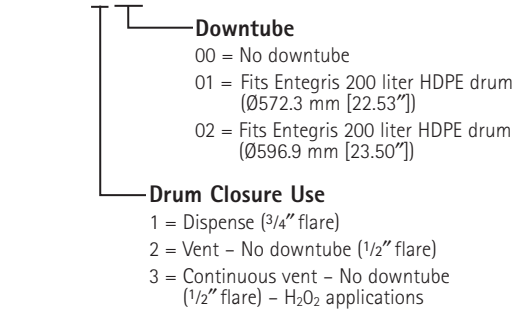 Downtube
00 = No downtube
01 = Fits Entegris 200 liter HDPE drum
(Ø572.3 mm [22.53″])
02 = Fits Entegris 200 liter HDPE drum
(Ø596.9 mm [23.50″])
Drum Closure Use
1 = Dispense (3/4″ flare)
2 = Vent – No downtube (1/2″ flare)
3 = Continuous vent – No downtube
(1/2″ flare) – H₂O₂ applications